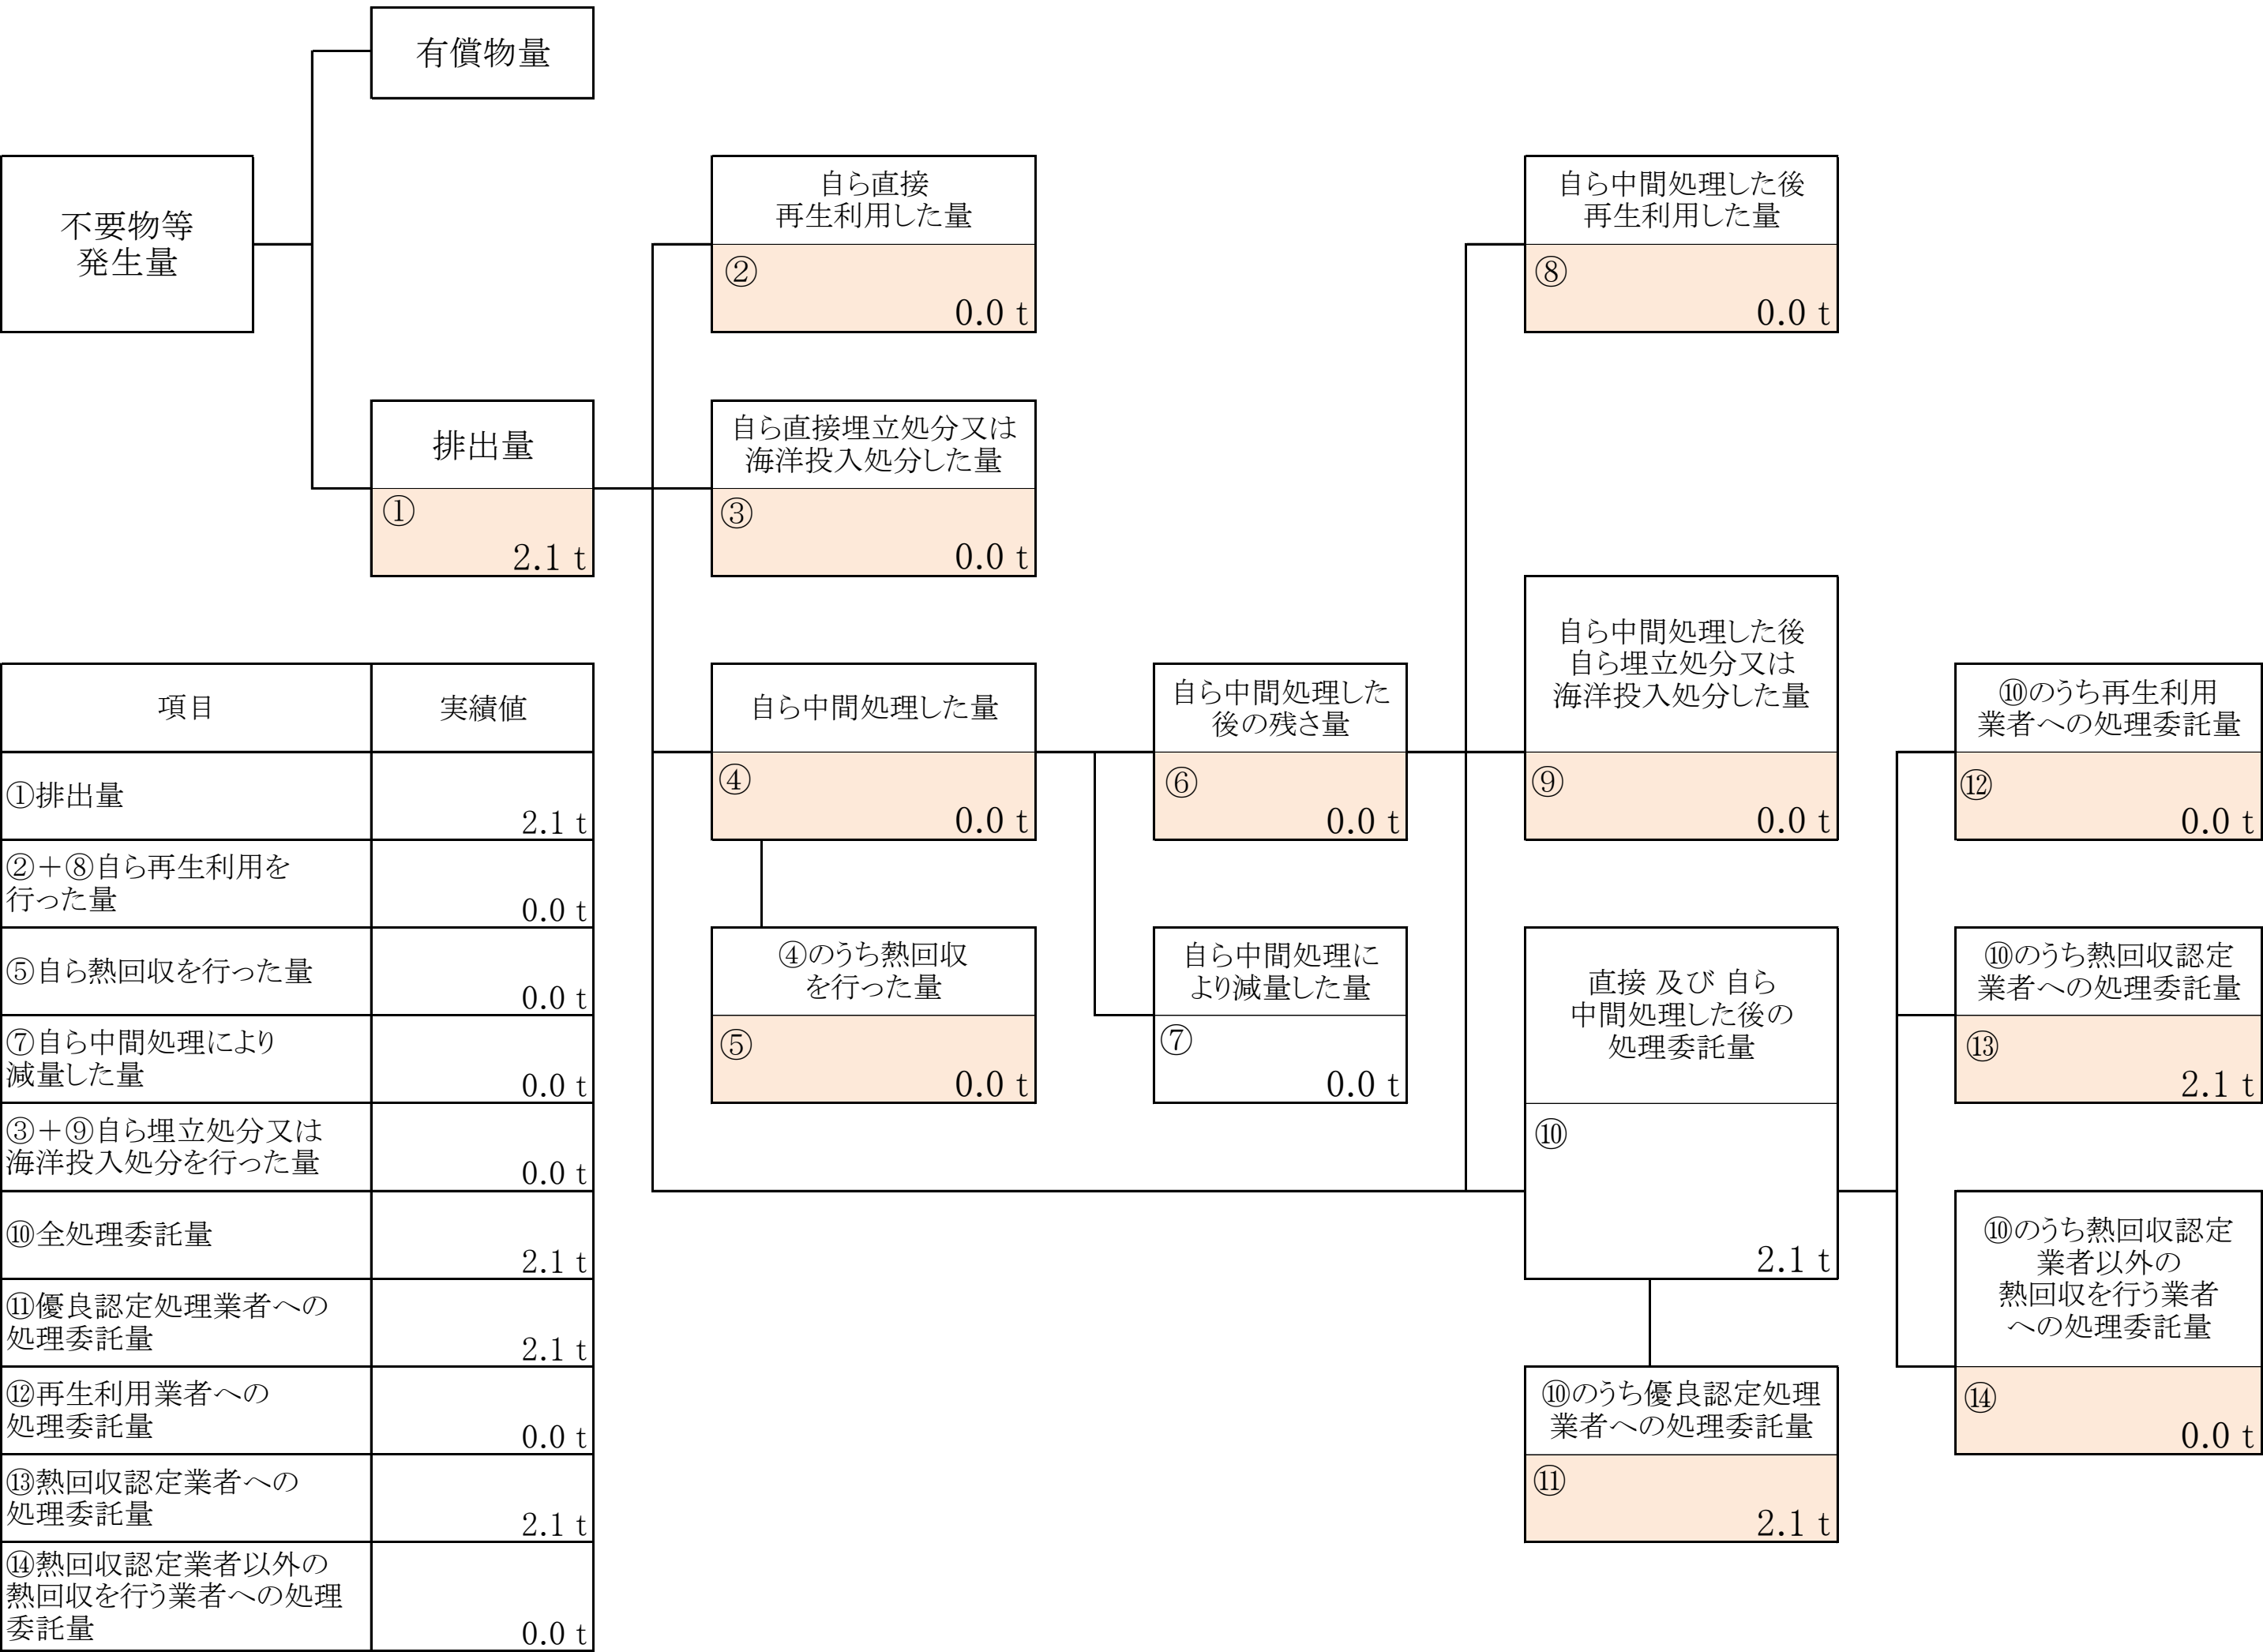 有償物量
不要物等
発生量
自ら直接
再生利用した量
②
0.0 t
自ら中間処理した後
再生利用した量
⑧
0.0 t
排出量
①
2.1 t
自ら直接埋立処分又は
海洋投入処分した量
③
0.0 t
自ら中間処理した量
④
0.0 t
自ら中間処理した
後の残さ量
⑥
0.0 t
自ら中間処理した後
自ら埋立処分又は
海洋投入処分した量
⑨
0.0 t
⑩のうち再生利用
業者への処理委託量
⑫
0.0 t
④のうち熱回収
を行った量
⑤
0.0 t
自ら中間処理に
より減量した量
⑦
0.0 t
直接 及び 自ら
中間処理した後の
処理委託量
⑩
2.1 t
⑩のうち熱回収認定
業者への処理委託量
⑬
2.1 t
⑩のうち優良認定処理
業者への処理委託量
⑪
2.1 t
⑩のうち熱回収認定
業者以外の
熱回収を行う業者
への処理委託量
⑭
0.0 t
項目 実績値
①排出量
2.1 t
②＋⑧自ら再生利用を
行った量
0.0 t
⑤自ら熱回収を行った量
0.0 t
⑦自ら中間処理により
減量した量
0.0 t
③＋⑨自ら埋立処分又は
海洋投入処分を行った量
0.0 t
⑩全処理委託量
2.1 t
⑪優良認定処理業者への
処理委託量
2.1 t
⑫再生利用業者への
処理委託量
0.0 t
⑬熱回収認定業者への
処理委託量
2.1 t
⑭熱回収認定業者以外の
熱回収を行う業者への処理
委託量
0.0 t